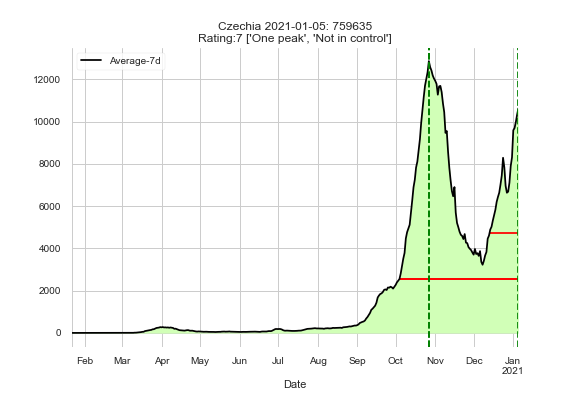 Czechia 2021-01-05: 759635
Rating:7 ['One peak', 'Not in control']
Average-7d
12000
10000
8000
6000
4000
2000
0
Feb Mar Apr May Jun Jul Aug Sep Oct Nov Dec Jan
2021
Date